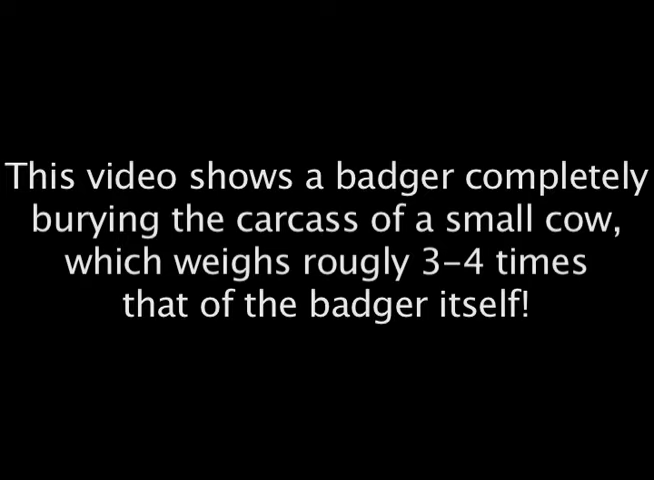 This video shows a badger completely
burying the carcass of a small cow,
which weighs rougly 3-4 times
that of the badger itself!